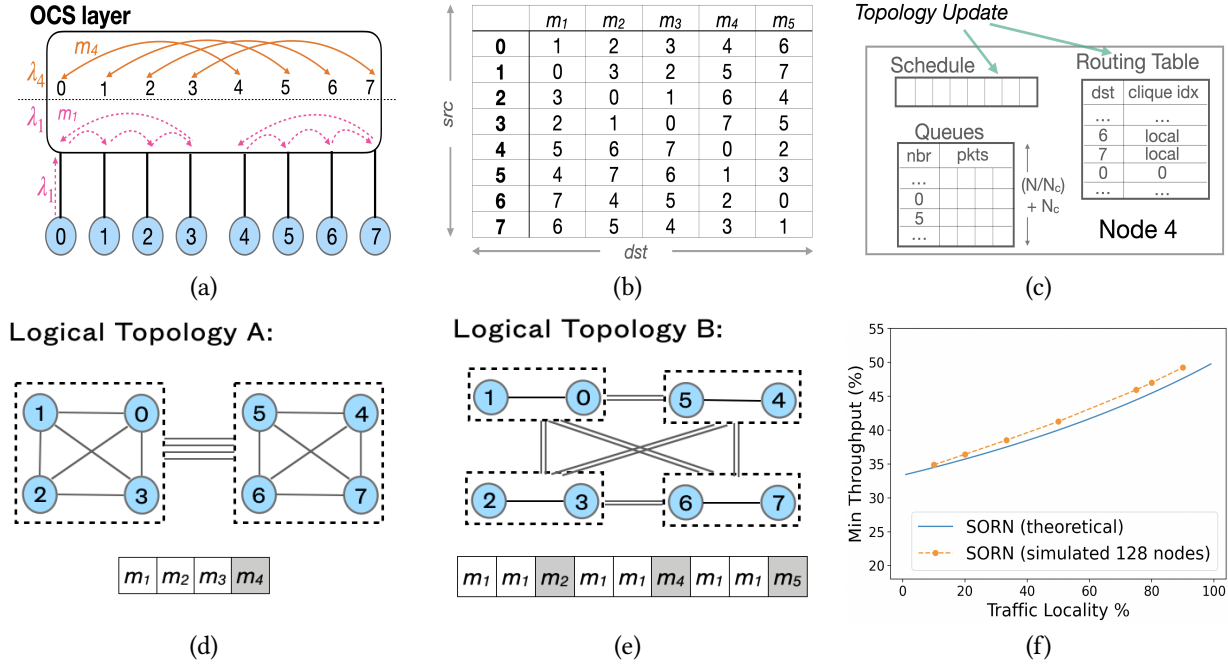 OCS layer
m4
λ4
0 1 2 3 4 5 6 7
λ1
m1
λ1
0 1 2 3 4 5 6 7
(a)
m1 m2 m3 m4 m5
0 1 2 3 4 6
1 0 3 2 5 7
2 3 0 1 6 4
3 2 1 0 7 5
4 5 6 7 0 2
5 4 7 6 1 3
6 7 4 5 2 0
7 6 5 4 3 1
src
dst
(b)
Topology Update
Schedule
Routing Table
dst clique idx
... ...
6 local
7 local
0 0
... ...
Queues
nbr pkts
...
0
5
...
(N/Nc)
+ Nc
Node 4
(c)
Logical Topology A:
1 0 5 4
2 3 6 7
m1 m2 m3 m4
(d)
Logical Topology B:
1 0 5 4
2 3 6 7
m1 m1 m2 m1 m1 m4 m1 m1 m5
(e)
Min Throughput (%)
55
50
45
40
35
30
25
20
SORN (theoretical)
SORN (simulated 128 nodes)
0 20 40 60 80 100
Traffic Locality %
(f)